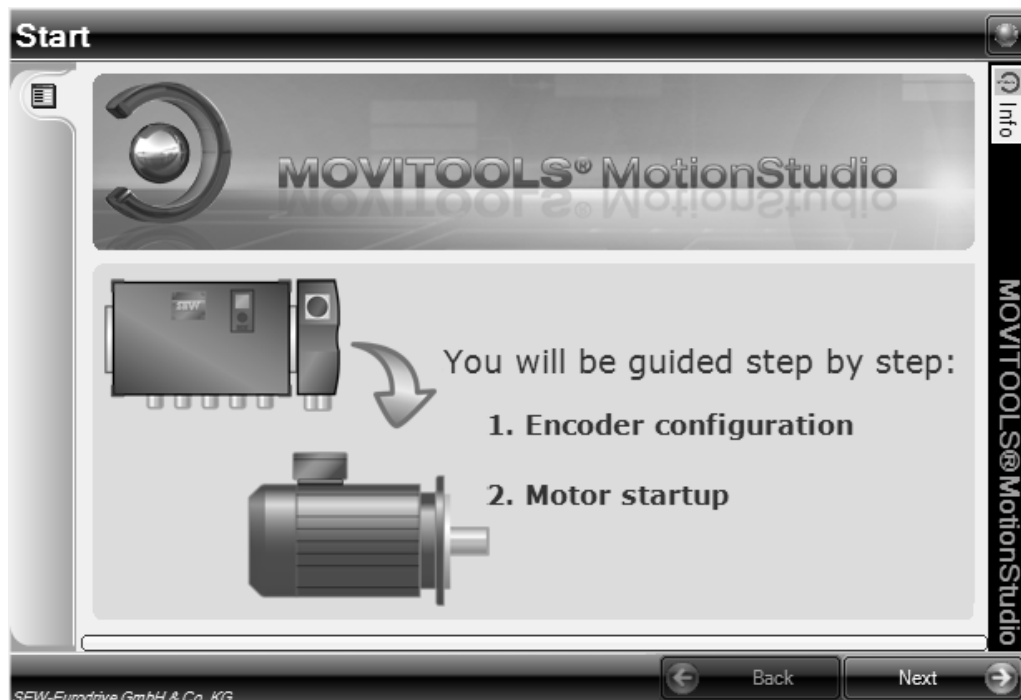 Start
MOVITOOLS® MotionStudio
SEW
You will be guided step by step:
1. Encoder configuration
2. Motor startup
Info
MOVITOOLS®MotionStudio
Back
Next
SEW-Eurodrive GmbH & Co. KG